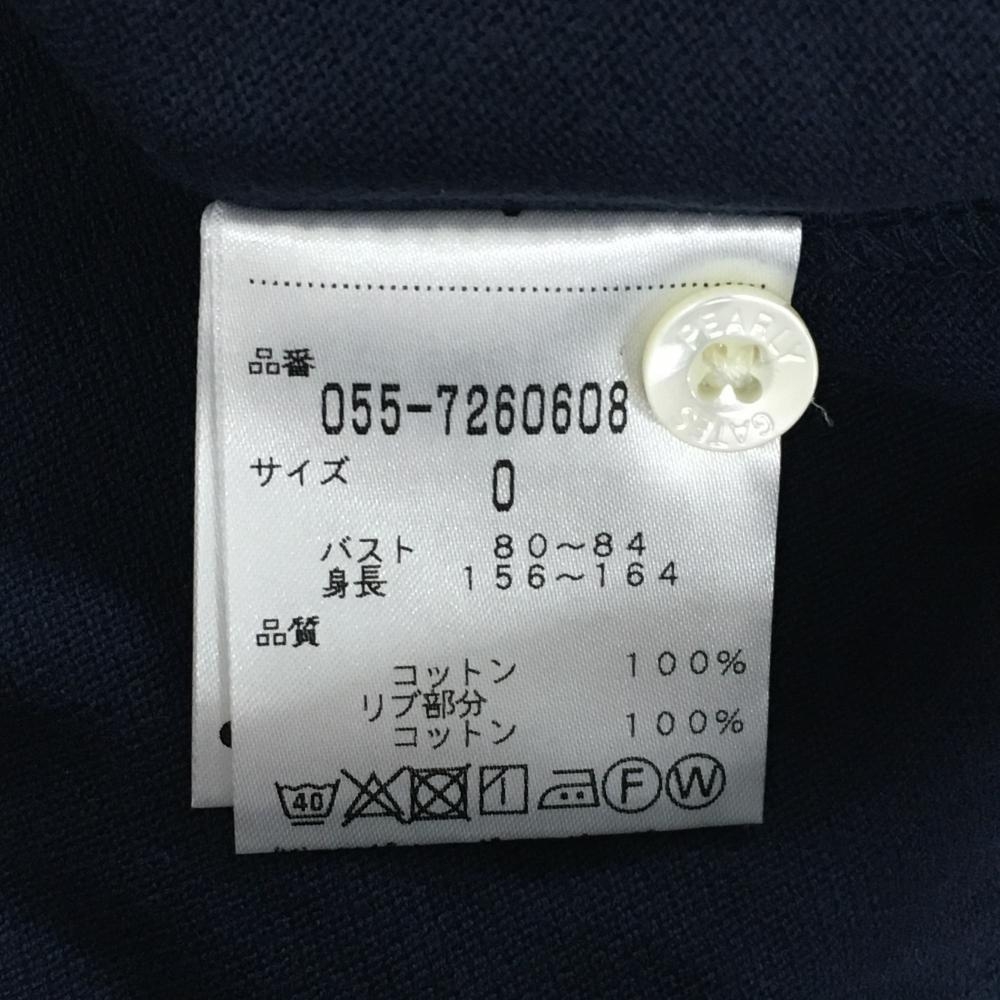 品番
055-7260608
サイズ 0
バスト 80～84
身長 156～164
品質
コットン 100%
リブ部分
コットン 100%
40 F W
PEARLY
GATES